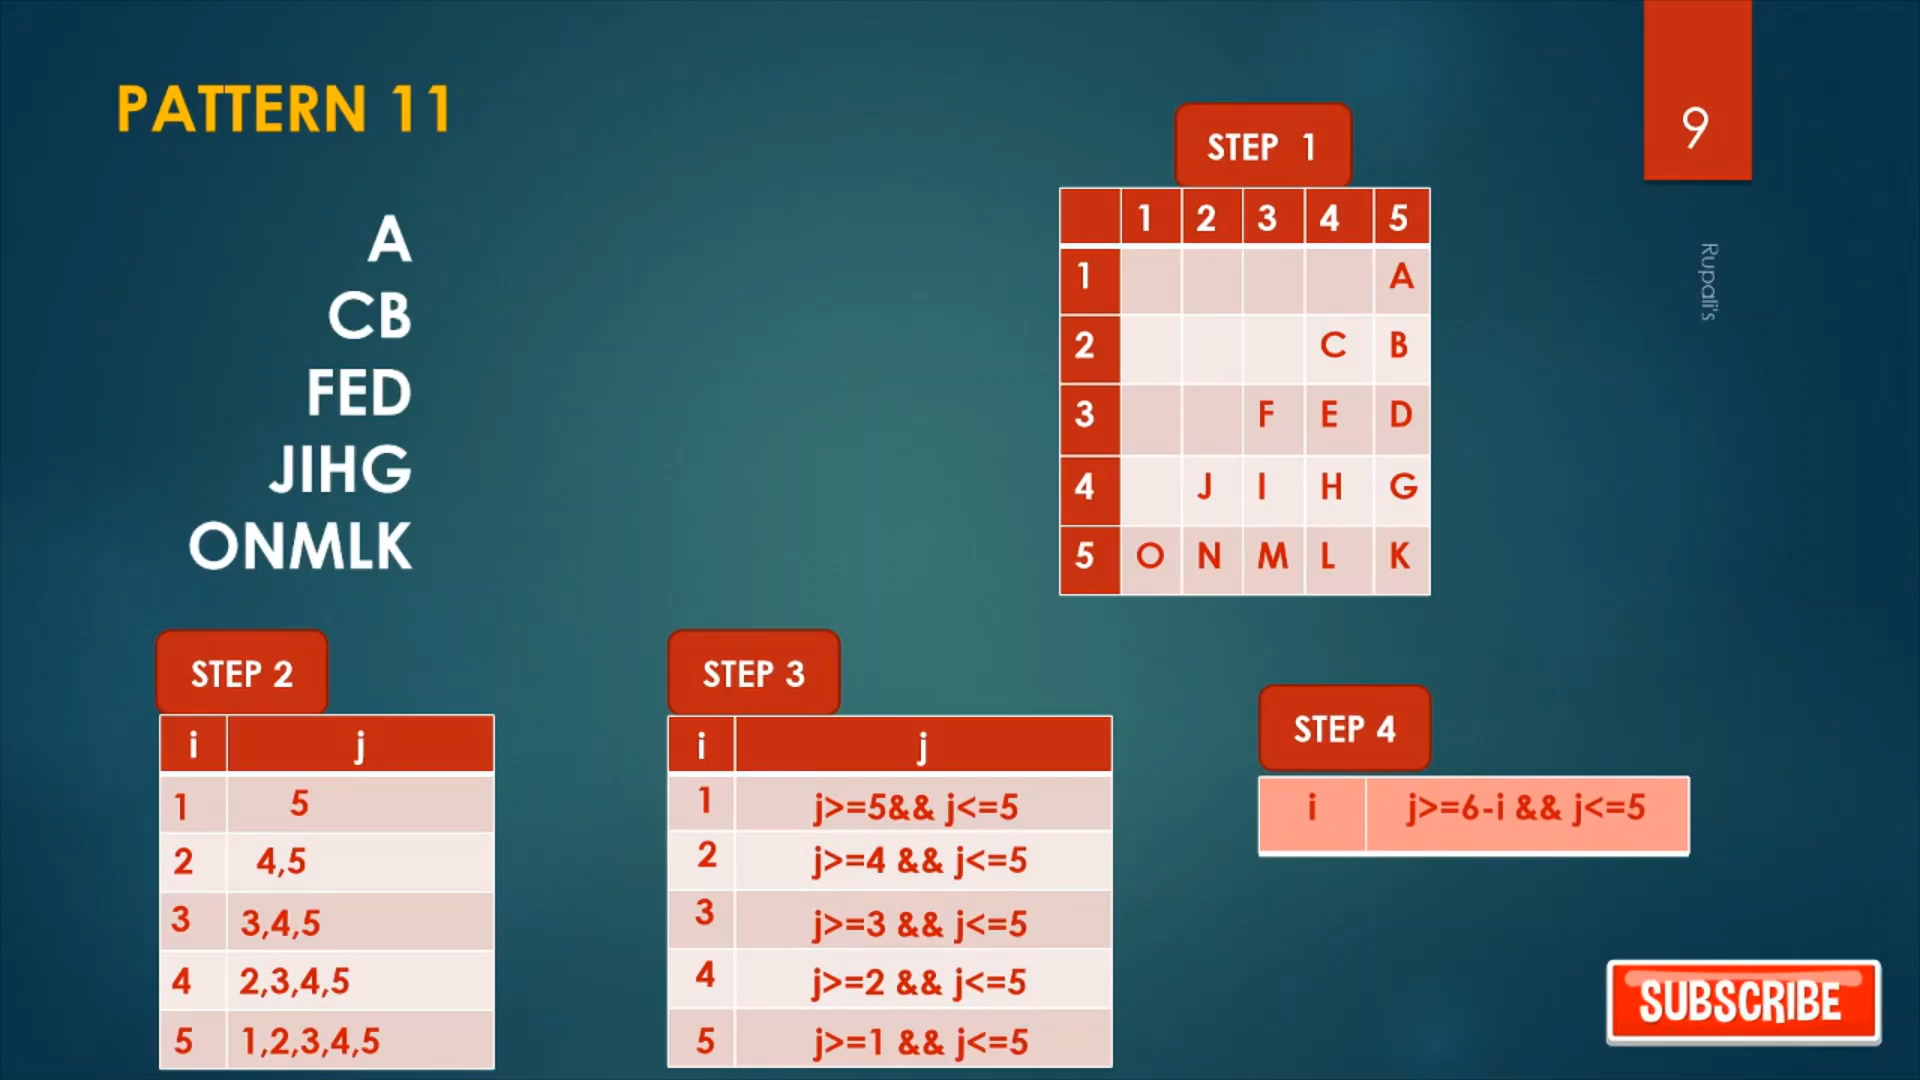 PATTERN 11
A
CB
FED
JIHG
ONMLK
STEP 1
1 2 3 4 5
1 A
2 C B
3 F E D
4 J I H G
5 O N M L K
9
Rupali's
STEP 2
i j
1 5
2 4,5
3 3,4,5
4 2,3,4,5
5 1,2,3,4,5
STEP 3
i j
1 j>=5&& j<=5
2 j>=4 && j<=5
3 j>=3 && j<=5
4 j>=2 && j<=5
5 j>=1 && j<=5
STEP 4
i j>=6-i && j<=5
SUBSCRIBE